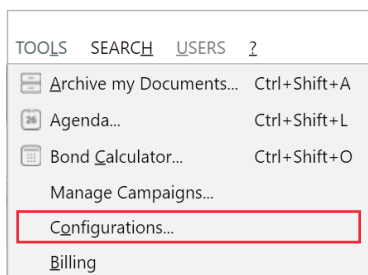 TOOLS SEARCH USERS ?
Archive my Documents... Ctrl+Shift+A
26 Agenda... Ctrl+Shift+L
Bond Calculator... Ctrl+Shift+O
Manage Campaigns...
Configurations...
Billing